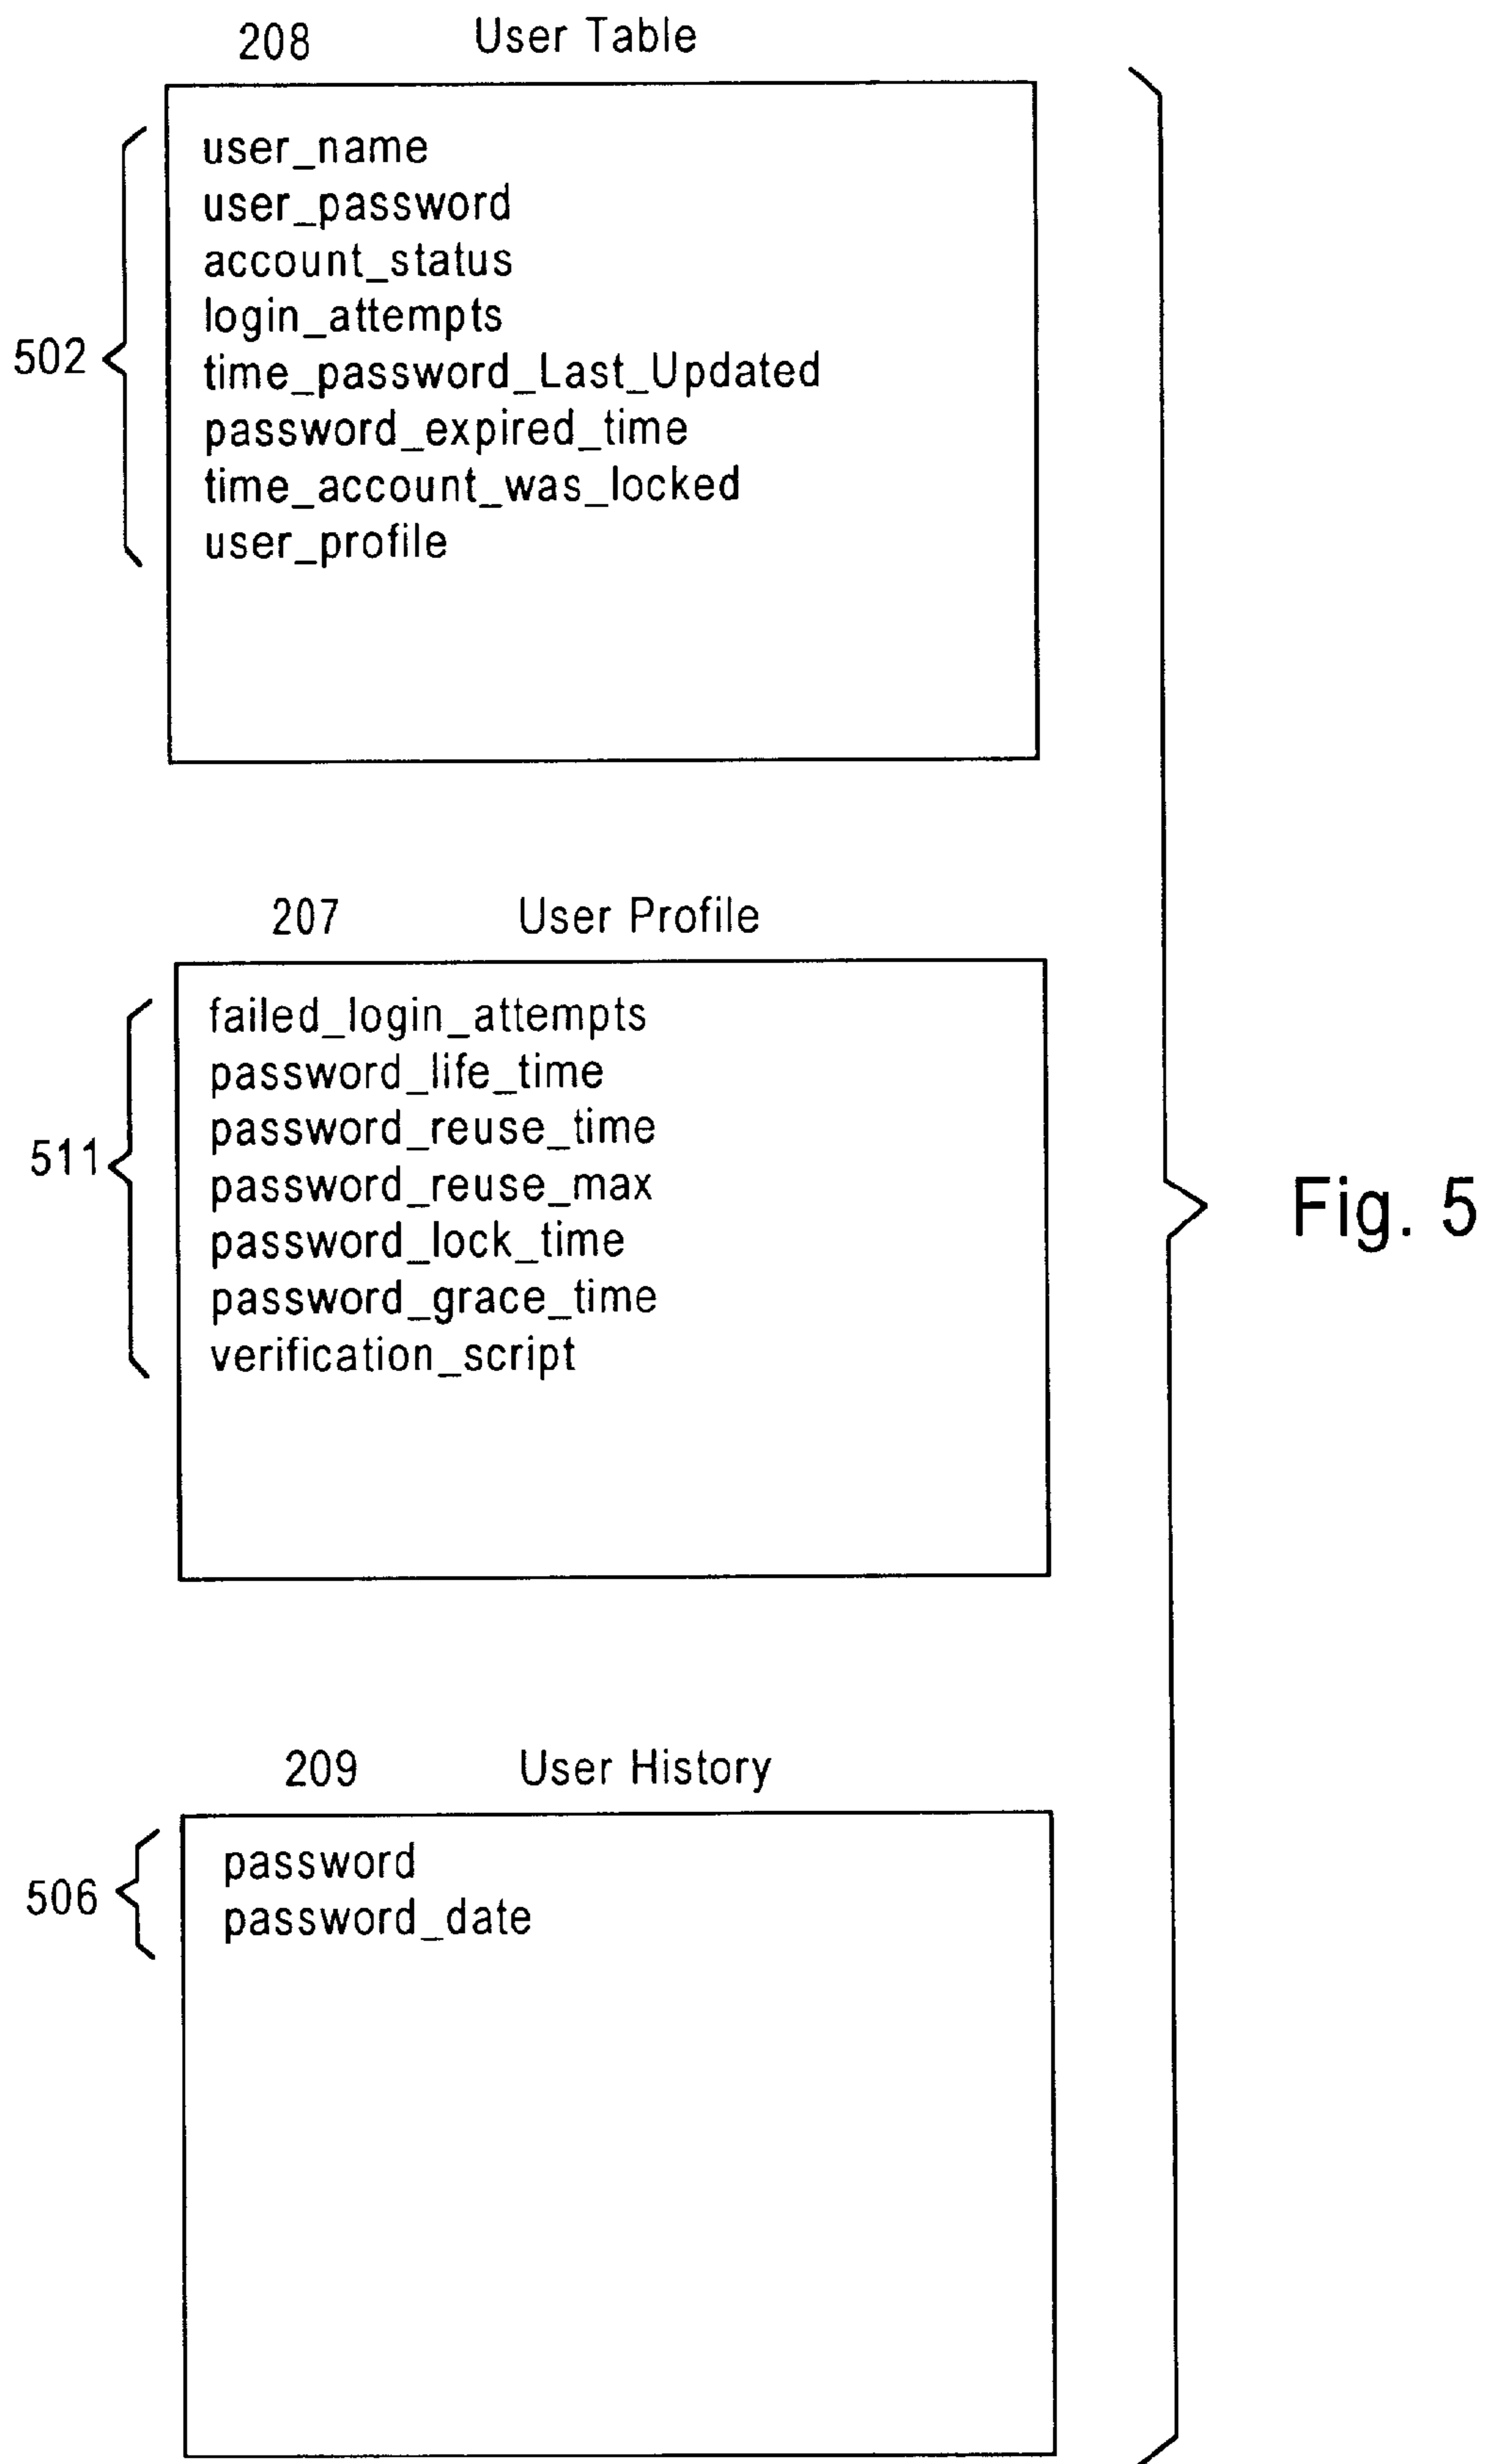 208 User Table
user_name
user_password
account_status
login_attempts
502
time_password_Last_Updated
password_expired_time
time_account_was_locked
user_profile
207 User Profile
failed_login_attempts
password_life_time
password_reuse_time
511
password_reuse_max
password_lock_time
password_grace_time
verification_script
Fig. 5
209 User History
password
506
password_date